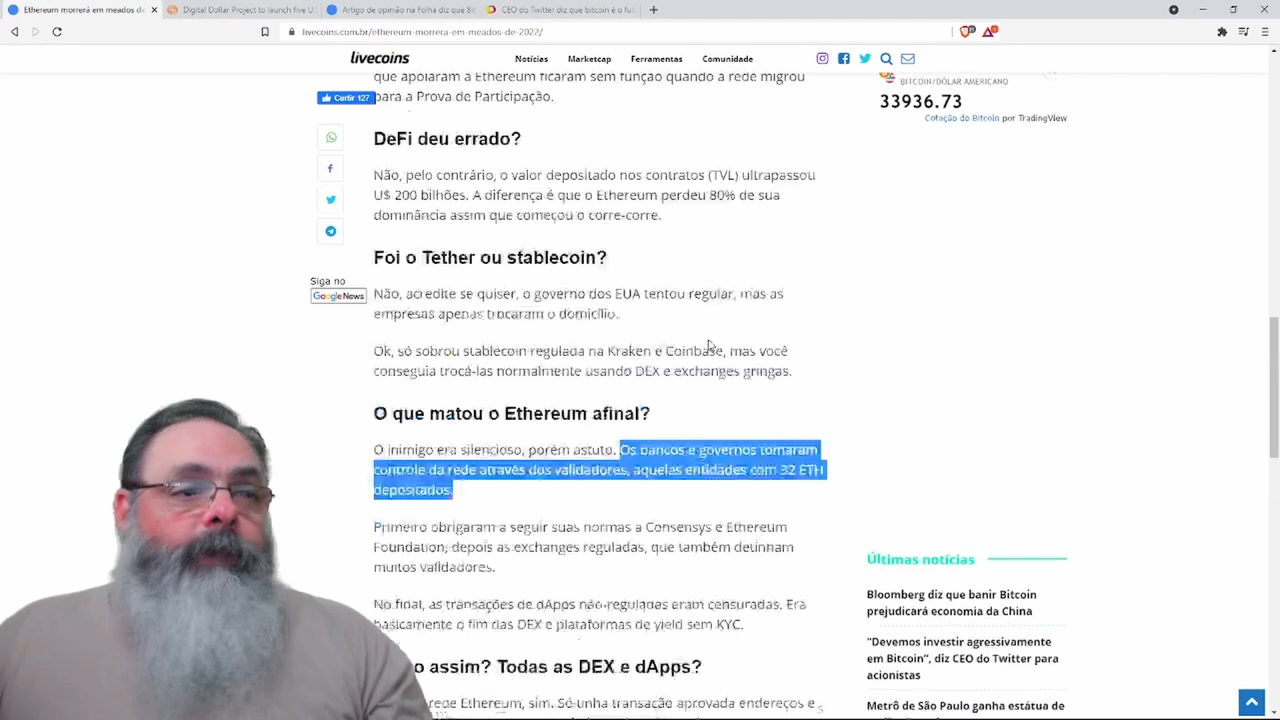 Ethereum morrerá em meados de
Digital Dollar Project to launch five U
Artigo de opinião na Folha diz que Bi
CEO do Twitter diz que bitcoin é o fu
livecoins.com.br/ethereum-morrera-em-meados-de-2022/
livecoins
Notícias
Marketcap
Ferramentas
Comunidade
que apoiaram a Ethereum ficaram sem função quando a rede migrou
para a Prova de Participação.
Curtir 127
BITCOIN/DÓLAR AMERICANO
33936.73
Cotação do Bitcoin por TradingView
DeFi deu errado?
Não, pelo contrário, o valor depositado nos contratos (TVL) ultrapassou
U$ 200 bilhões. A diferença é que o Ethereum perdeu 80% de sua
dominância assim que começou o corre-corre.
Foi o Tether ou stablecoin?
Siga no
Google News
Não, acredite se quiser, o governo dos EUA tentou regular, mas as
empresas apenas trocaram o domicílio.
Ok, só sobrou stablecoin regulada na Kraken e Coinbase, mas você
conseguia trocá-las normalmente usando DEX e exchanges gringas.
O que matou o Ethereum afinal?
O inimigo era silencioso, porém astuto. Os bancos e governos tomaram
controle da rede através dos validadores, aquelas entidades com 32 ETH
depositados.
Primeiro obrigaram a seguir suas normas a Consensys e Ethereum
Foundation, depois as exchanges reguladas, que também detinham
muitos validadores.
No final, as transações de dApps não reguladas eram censuradas. Era
basicamente o fim das DEX e plataformas de yield sem KYC.
o assim? Todas as DEX e dApps?
rede Ethereum, sim. Só uma transação aprovada endereços e
Últimas notícias
Bloomberg diz que banir Bitcoin
prejudicará economia da China
“Devemos investir agressivamente
em Bitcoin”, diz CEO do Twitter para
acionistas
Metrô de São Paulo ganha estátua de